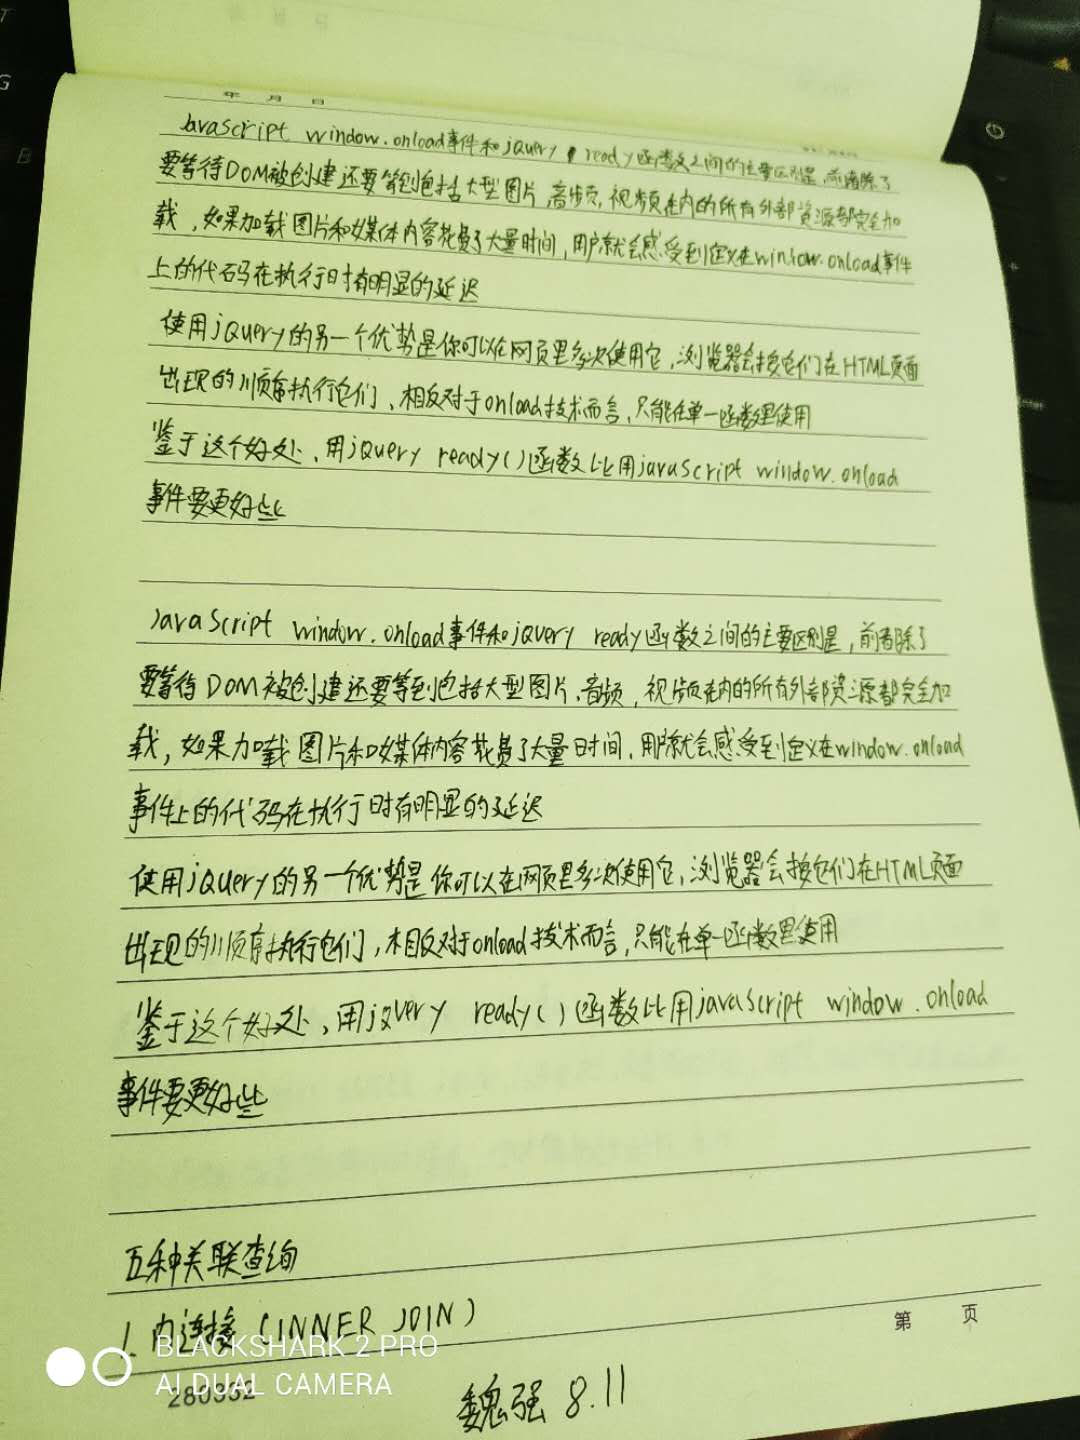 年 月 日
JavaScript window.onload事件和jQuery ready函数之间的主要区别是,前者除了
要等待DOM被创建还要等到包括大型图片,音频,视频在内的所有外部资源都完全加
载,如果加载图片和媒体内容花费了大量时间,用户就会感受到定义在window.onload事件
上的代码在执行时有明显的延迟
使用jQuery的另一个优势是你可以在网页里多次使用它,浏览器会按它们在HTML页面
出现的顺序执行它们,相反对于onload技术而言,只能在单一函数里使用
鉴于这个好处,用jQuery ready()函数比用javaScript window.onload
事件要更好些
JavaScript window.onload事件和jQuery ready函数之间的主要区别是,前者除了
要等待DOM被创建还要等到包括大型图片,音频,视频在内的所有外部资源都完全加
载,如果加载图片和媒体内容花费了大量时间,用户就会感受到定义在window.onload
事件上的代码在执行时有明显的延迟
使用jQuery的另一个优势是你可以在网页里多次使用它,浏览器会按它们在HTML页面
出现的顺序执行它们,相反对于onload技术而言,只能在单一函数里使用
鉴于这个好处,用jQuery ready()函数比用javaScript window.onload
事件要更好些
五种关联查询
1.内连接(INNER JOIN)
第 页
BLACKSHARK 2 PRO
AI DUAL CAMERA
280932
魏强 8.11